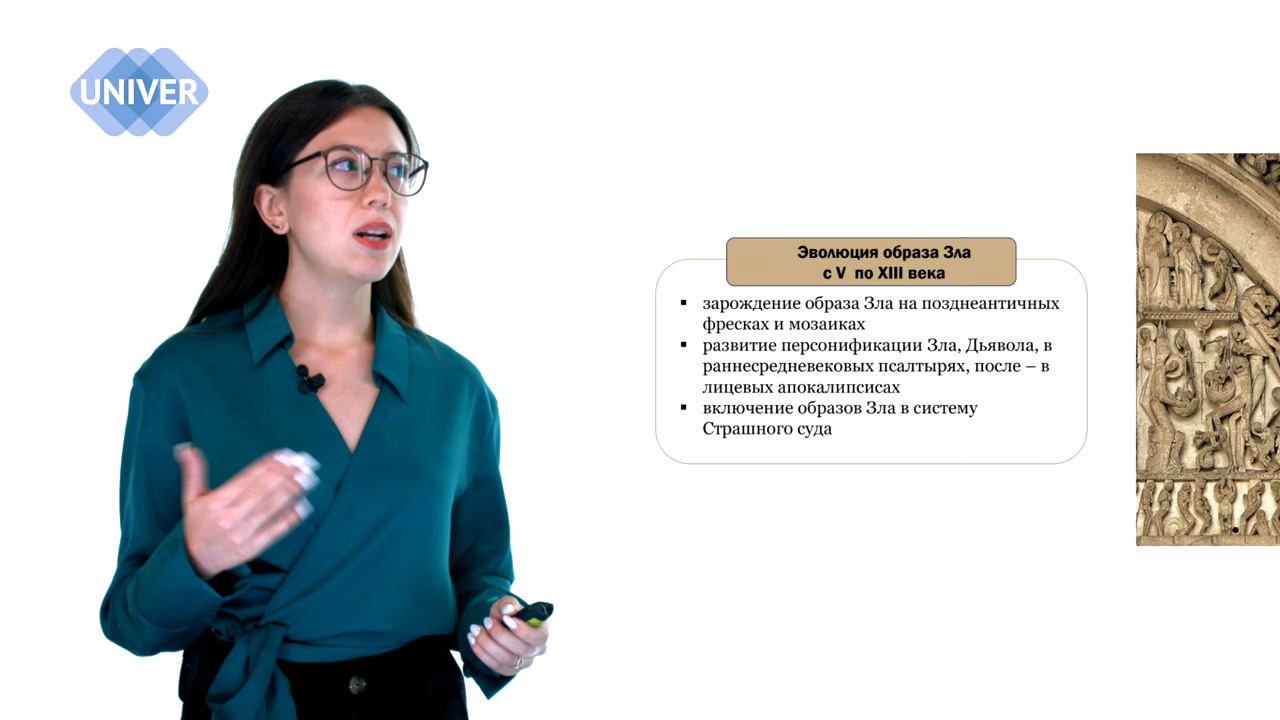 UNIVER
Эволюция образа Зла
с V по XIII века
▪ зарождение образа Зла на позднеантичных
фресках и мозаиках
▪ развитие персонификации Зла, Дьявола, в
раннесредневековых псалтырях, после – в
лицевых апокалипсисах
▪ включение образов Зла в систему
Страшного суда